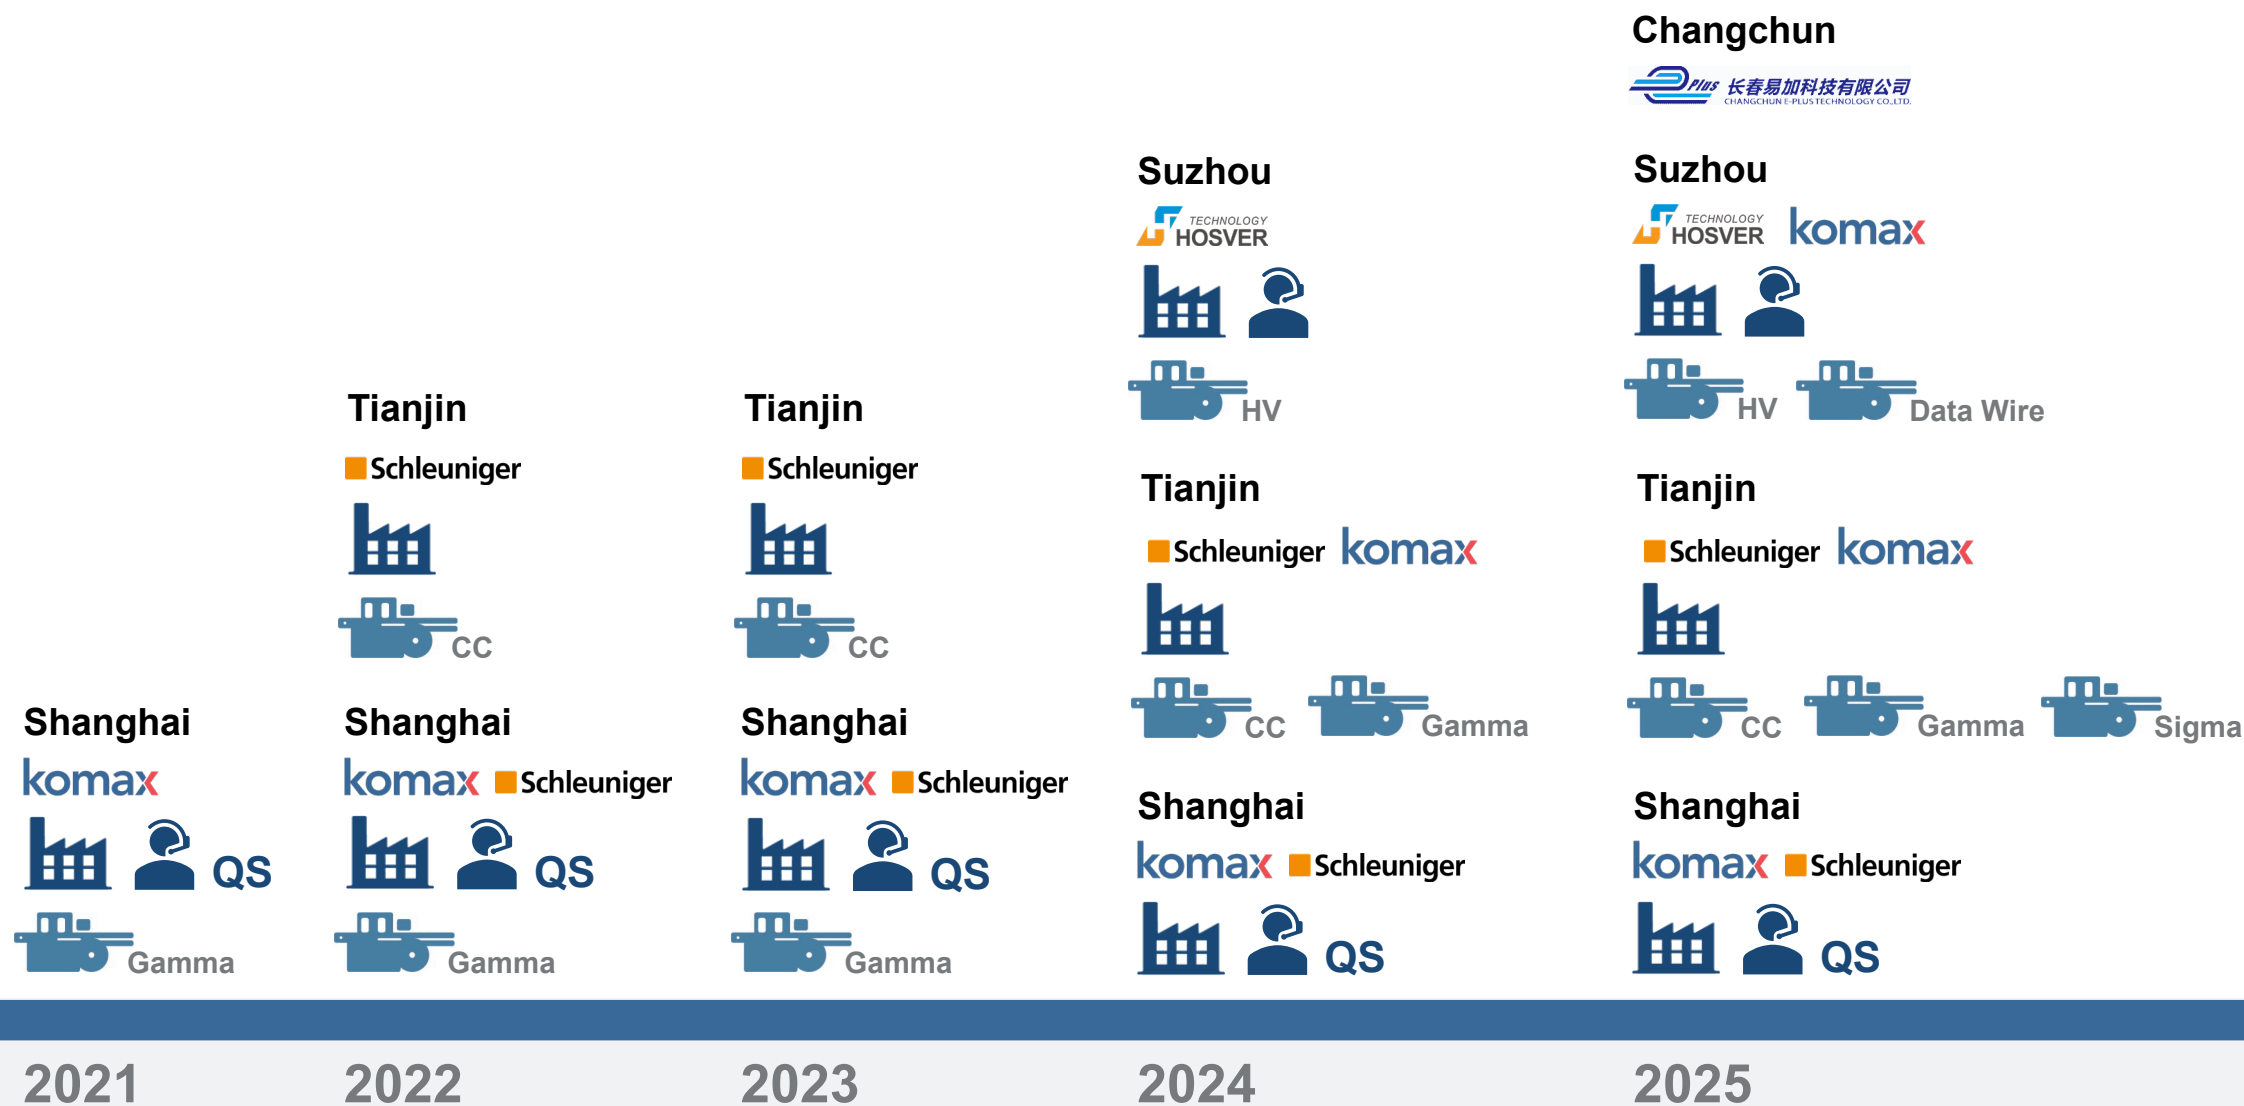 Changchun
Plus 长春易加科技有限公司
CHANGCHUN E-PLUS TECHNOLOGY CO.,LTD.
Suzhou
Suzhou
TECHNOLOGY
HOSVER
TECHNOLOGY
HOSVER
komax
HV
HV
Data Wire
Tianjin
Tianjin
Schleuniger
Schleuniger
CC
CC
Tianjin
Tianjin
Schleuniger komax
Schleuniger komax
CC
Gamma
CC
Gamma
Sigma
Shanghai
Shanghai
Shanghai
komax
komax Schleuniger
komax Schleuniger
QS
QS
QS
Gamma
Gamma
Gamma
Shanghai
Shanghai
komax Schleuniger
komax Schleuniger
QS
QS
2021
2022
2023
2024
2025